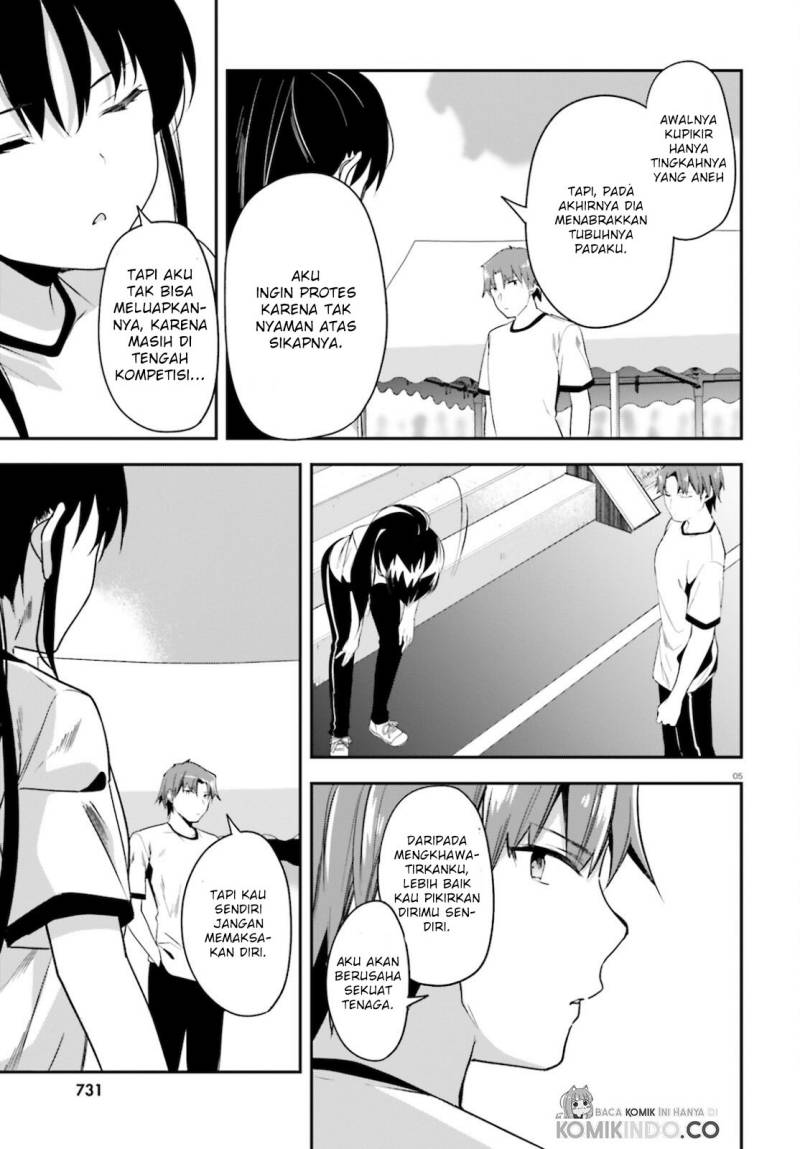 AWALNYA
KUPIKIR
HANYA
TINGKAHNYA
YANG ANEH
TAPI, PADA
AKHIRNYA DIA
MENABRAKKAN
TUBUHNYA
PADAKU.
AKU
INGIN PROTES
KARENA TAK
NYAMAN ATAS
SIKAPNYA.
TAPI AKU
TAK BISA
MELUAPKAN-
NYA, KARENA
MASIH DI
TENGAH
KOMPETISI...
05
DARIPADA
MENGKHAWA-
TIRKANKU,
LEBIH BAIK
KAU PIKIRKAN
DIRIMU SEN-
DIRI.
AKU AKAN
BERUSAHA
SEKUAT
TENAGA.
TAPI KAU
SENDIRI
JANGAN
MEMAKSA-
KAN DIRI.
731
BACA KOMIK INI HANYA DI
KOMIKINDO.CO